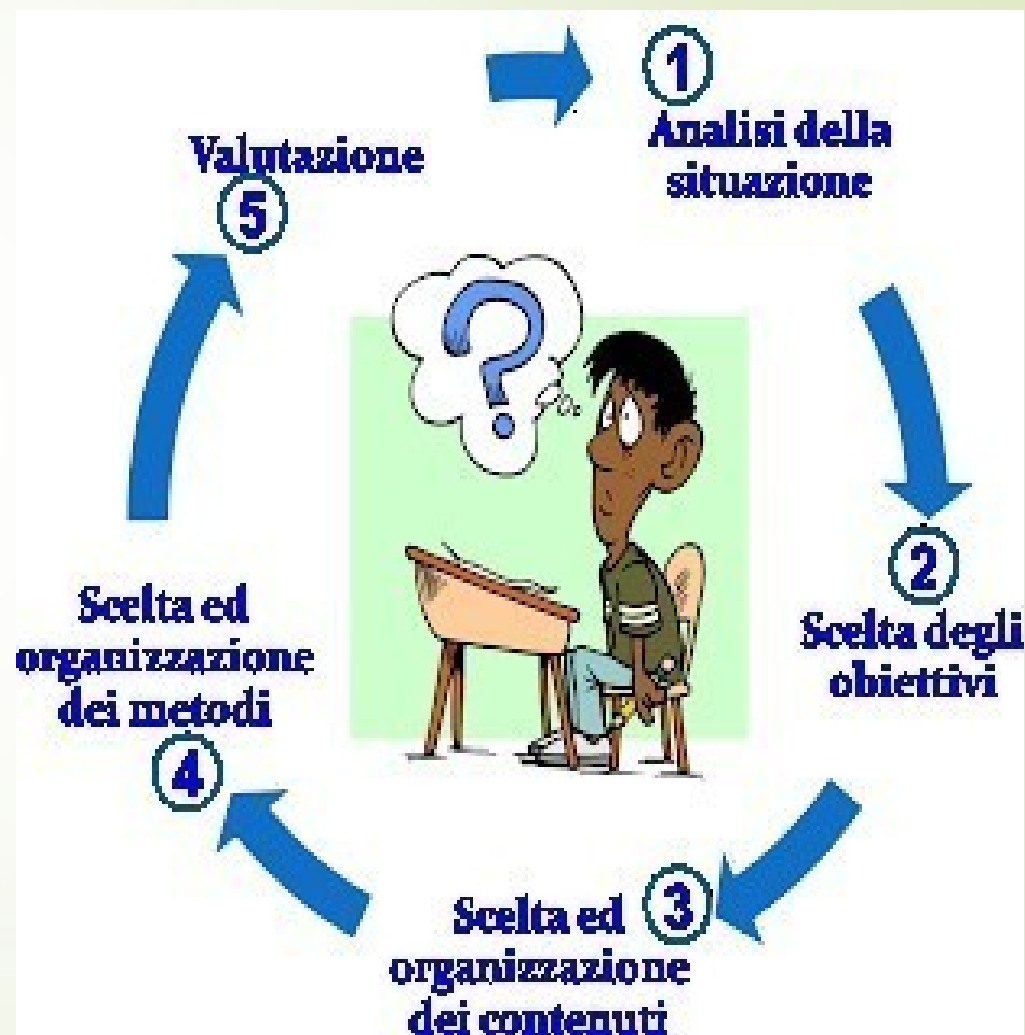 1
Analisi della
situazione
2
Scelta degli
obiettivi
3
Scelta ed
organizzazione
dei contenuti
Scelta ed
organizzazione
dei metodi
4
Valutazione
5
?